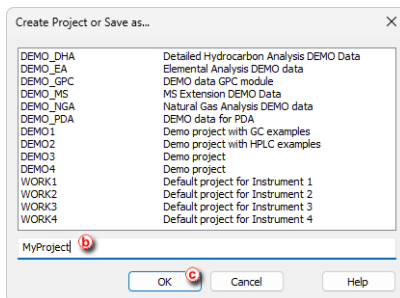 Create Project or Save as...
DEMO_DHA Detailed Hydrocarbon Analysis DEMO Data
DEMO_EA Elemental Analysis DEMO data
DEMO_GPC DEMO data GPC module
DEMO_MS MS Extension DEMO Data
DEMO_NGA Natural Gas Analysis DEMO data
DEMO_PDA DEMO data for PDA
DEMO1 Demo project with GC examples
DEMO2 Demo project with HPLC examples
DEMO3 Demo project
DEMO4 Demo project
WORK1 Default project for Instrument 1
WORK2 Default project for Instrument 2
WORK3 Default project for Instrument 3
WORK4 Default project for Instrument 4
MyProject b
OK c Cancel Help